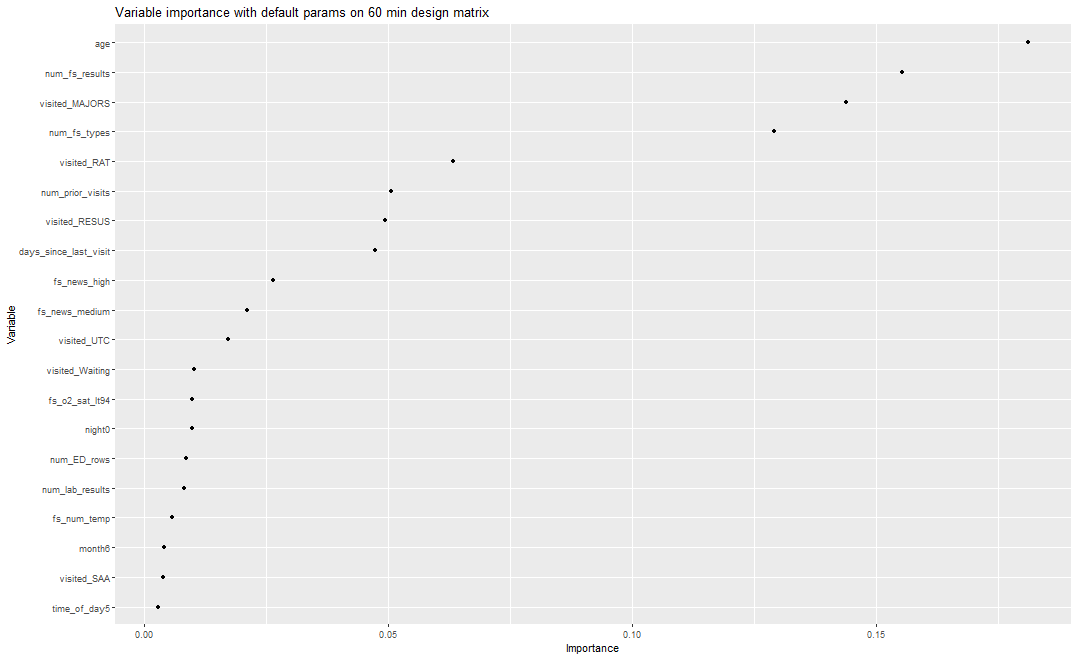 Variable importance with default params on 60 min design matrix
age
num_fs_results
visited_MAJORS
num_fs_types
visited_RAT
num_prior_visits
visited_RESUS
days_since_last_visit
fs_news_high
fs_news_medium
visited_UTC
visited_Waiting
fs_o2_sat_lt94
night0
num_ED_rows
num_lab_results
fs_num_temp
month6
visited_SAA
time_of_day5
Variable
0.00
0.05
0.10
0.15
Importance